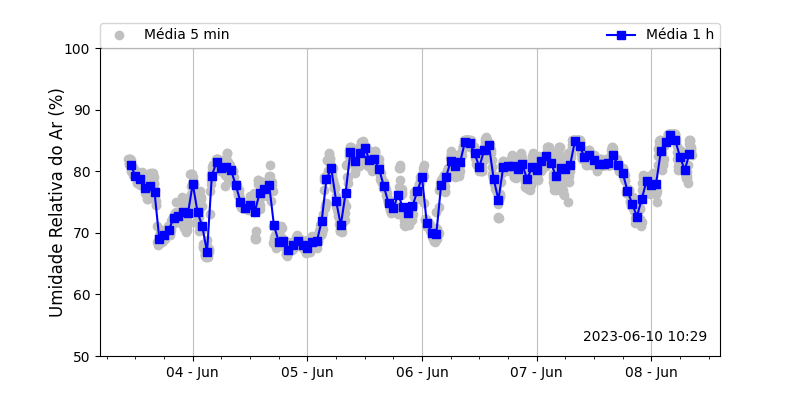 Média 5 min
Média 1 h
Umidade Relativa do Ar (%)
100
90
80
70
60
50
2023-06-10 10:29
04 - Jun
05 - Jun
06 - Jun
07 - Jun
08 - Jun